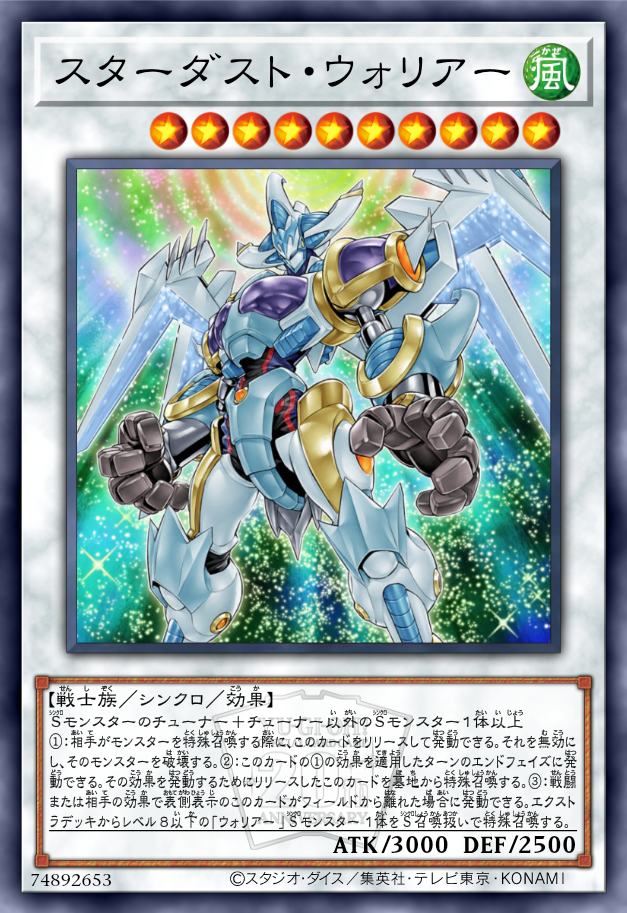 スターダスト・ウォリアー
風
【戦士族/シンクロ/効果】
Sモンスターのチューナー+チューナー以外のSモンスター1体以上
①:相手がモンスターを特殊召喚する際に、このカードをリリースして発動できる。それを無効に
し、そのモンスターを破壊する。②:このカードの①の効果を適用したターンのエンドフェイズに発
動できる。その効果を発動するためにリリースしたこのカードを墓地から特殊召喚する。③:戦闘
または相手の効果で表側表示のこのカードがフィールドから離れた場合に発動できる。エクスト
ラデッキからレベル8以下の「ウォリアー」Sモンスター1体をS召喚扱いで特殊召喚する。
ATK/3000 DEF/2500
74892653 ©スタジオ・ダイス/集英社・テレビ東京・KONAMI